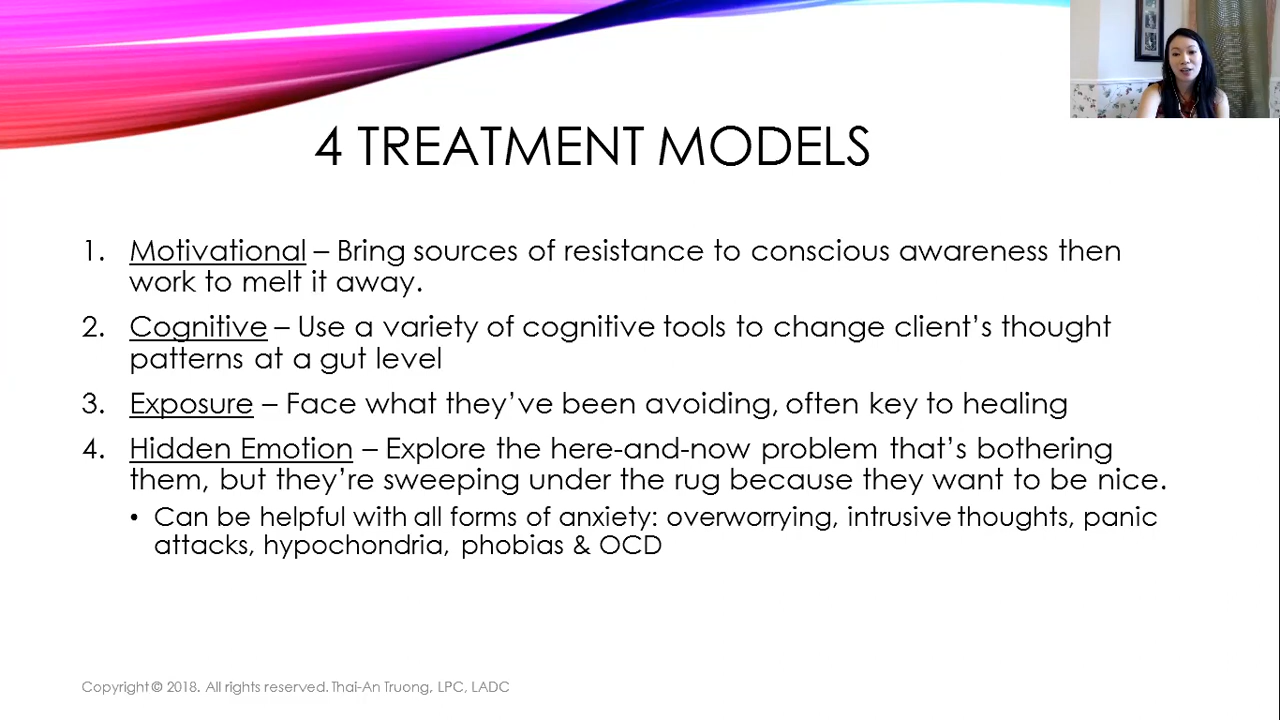 4 TREATMENT MODELS
1. Motivational – Bring sources of resistance to conscious awareness then
work to melt it away.
2. Cognitive – Use a variety of cognitive tools to change client's thought
patterns at a gut level
3. Exposure – Face what they've been avoiding, often key to healing
4. Hidden Emotion – Explore the here-and-now problem that's bothering
them, but they're sweeping under the rug because they want to be nice.
• Can be helpful with all forms of anxiety: overworrying, intrusive thoughts, panic
attacks, hypochondria, phobias & OCD
Copyright © 2018. All rights reserved. Thai-An Truong, LPC, LADC